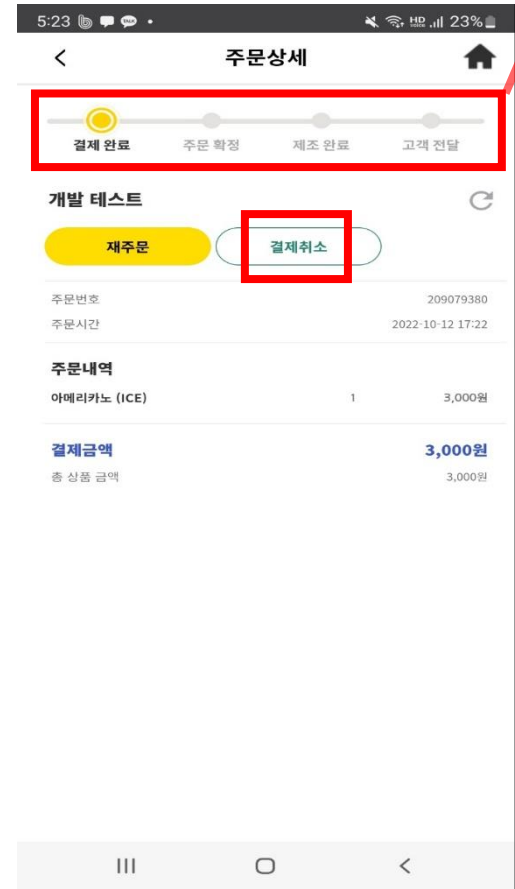 5:23 23%
주문상세
결제 완료 주문 확정 제조 완료 고객 전달
개발 테스트
재주문 결제취소
주문번호 209079380
주문시간 2022-10-12 17:22
주문내역
아메리카노 (ICE) 1 3,000원
결제금액 3,000원
총 상품 금액 3,000원